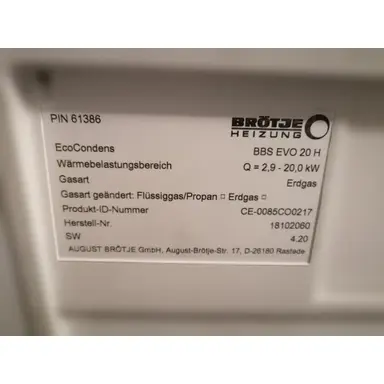 PIN 61386
BRÖTJE
HEIZUNG
EcoCondens BBS EVO 20 H
Wärmebelastungsbereich Q = 2,9 - 20,0 kW
Gasart Erdgas
Gasart geändert: Flüssiggas/Propan □ Erdgas □
Produkt-ID-Nummer CE-0085CO0217
Herstell-Nr. 18102060
SW 4.20
AUGUST BRÖTJE GmbH, August-Brötje-Str. 17, D-26180 Rastede